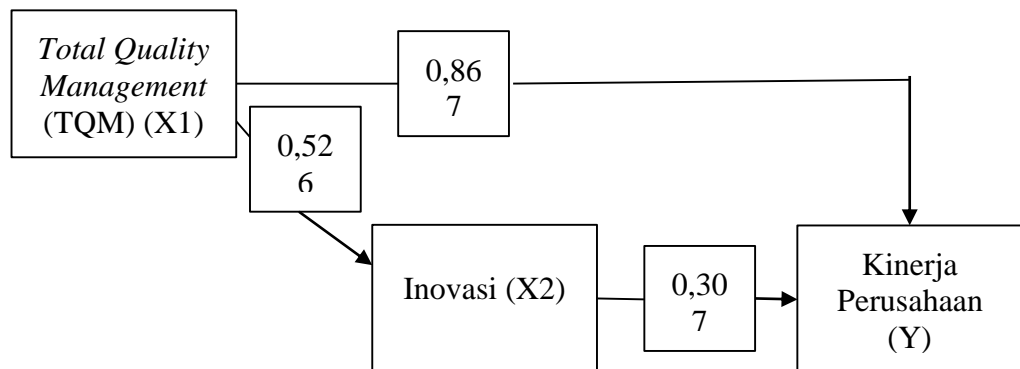 Total Quality
Management
(TQM) (X1)
0,86
7
0,52
6
Inovasi (X2)
0,30
7
Kinerja
Perusahaan
(Y)